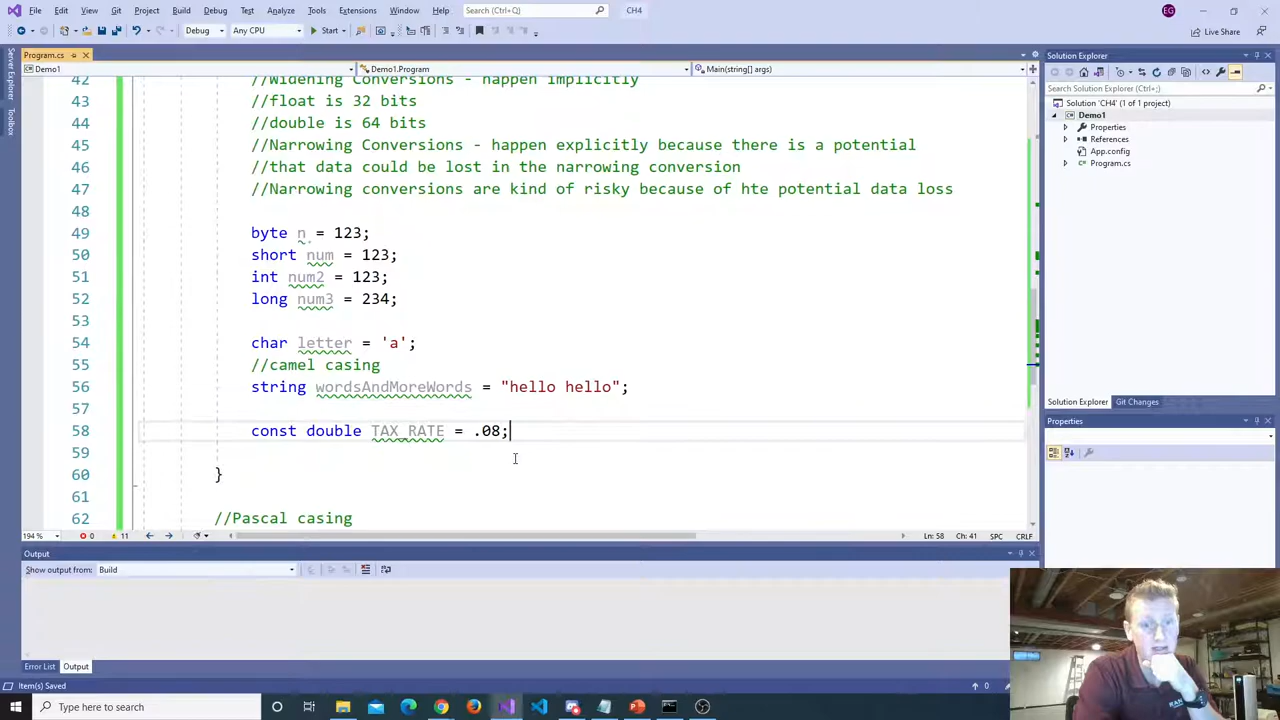 File Edit View Git Project Build Debug Test Analyze Tools Extensions Window Help Search (Ctrl+Q) CH4 EG
Debug Any CPU Start Live Share
Server Explorer
Toolbox
Program.cs
Demo1 Demo1.Program Main(string[] args)
42 //Widening Conversions - happen implicitly
43 //float is 32 bits
44 //double is 64 bits
45 //Narrowing Conversions - happen explicitly because there is a potential
46 //that data could be lost in the narrowing conversion
47 //Narrowing conversions are kind of risky because of hte potential data loss
48
49 byte n = 123;
50 short num = 123;
51 int num2 = 123;
52 long num3 = 234;
53
54 char letter = 'a';
55 //camel casing
56 string wordsAndMoreWords = "hello hello";
57
58 const double TAX_RATE = .08;
59
60 }
61
62 //Pascal casing
194 % 0 11 Ln: 58 Ch: 41 SPC CRLF
Output
Show output from: Build
Error List Output
Item(s) Saved 0
Solution Explorer
Search Solution Explorer (Ctrl+;)
Solution 'CH4' (1 of 1 project)
Demo1
Properties
References
App.config
Program.cs
Solution Explorer Git Changes
Properties
Type here to search